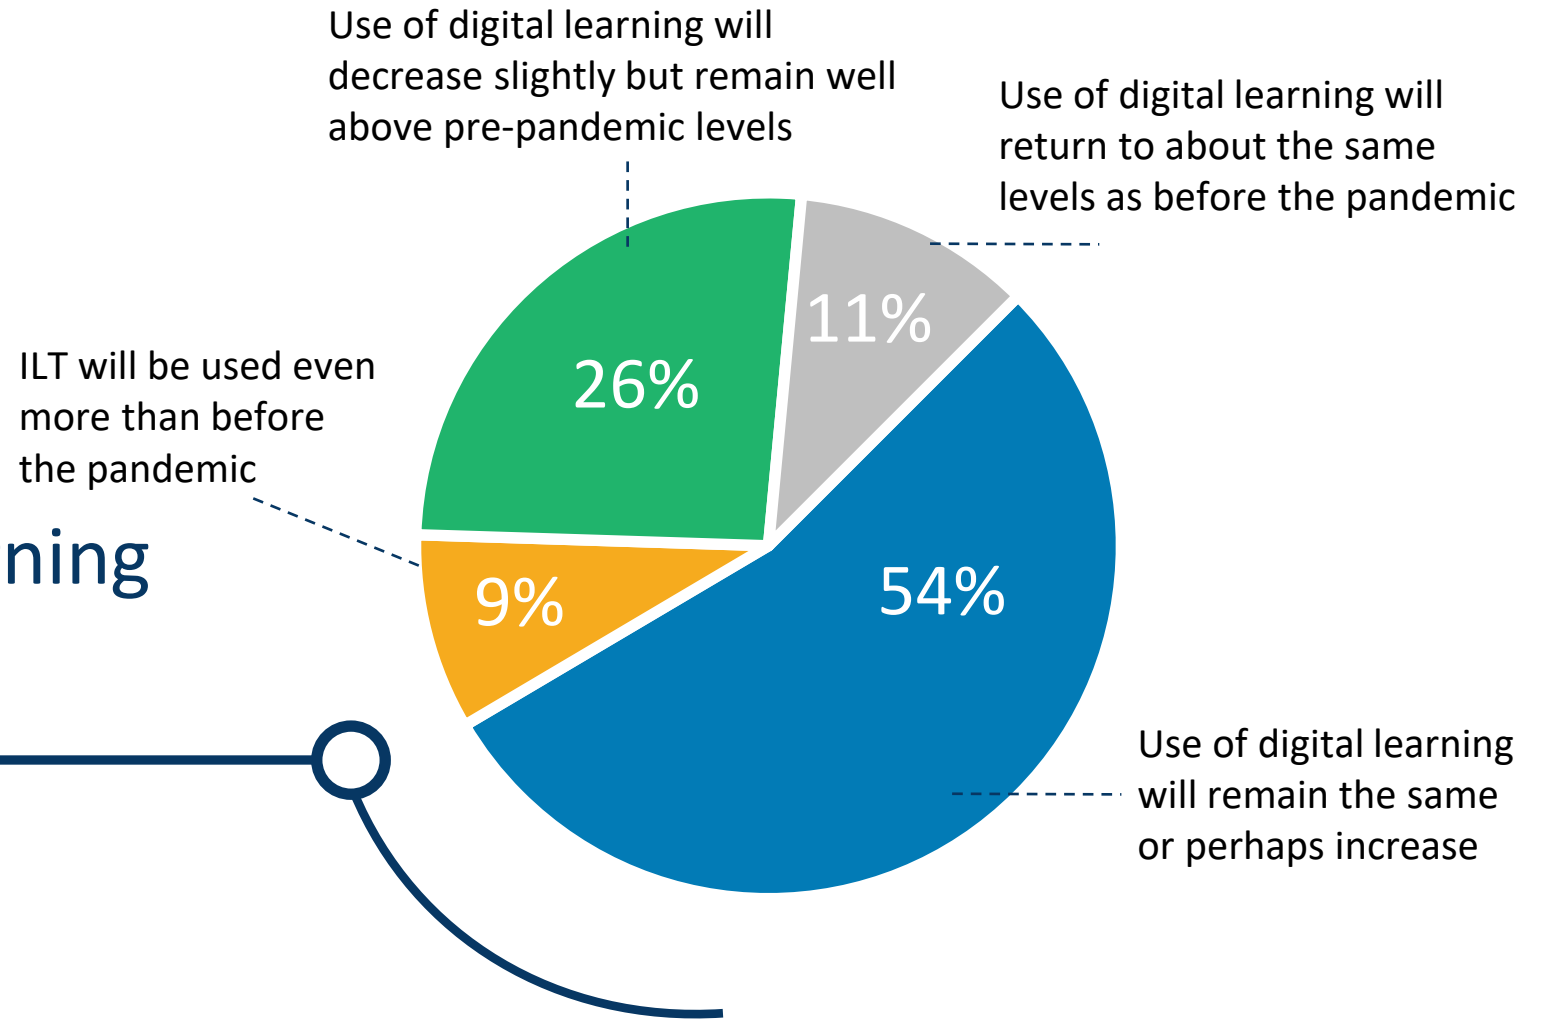 Use of digital learning will
decrease slightly but remain well
above pre-pandemic levels
Use of digital learning will
return to about the same
levels as before the pandemic
11%
26%
ILT will be used even
more than before
the pandemic
ning
9%
54%
Use of digital learning
will remain the same
or perhaps increase